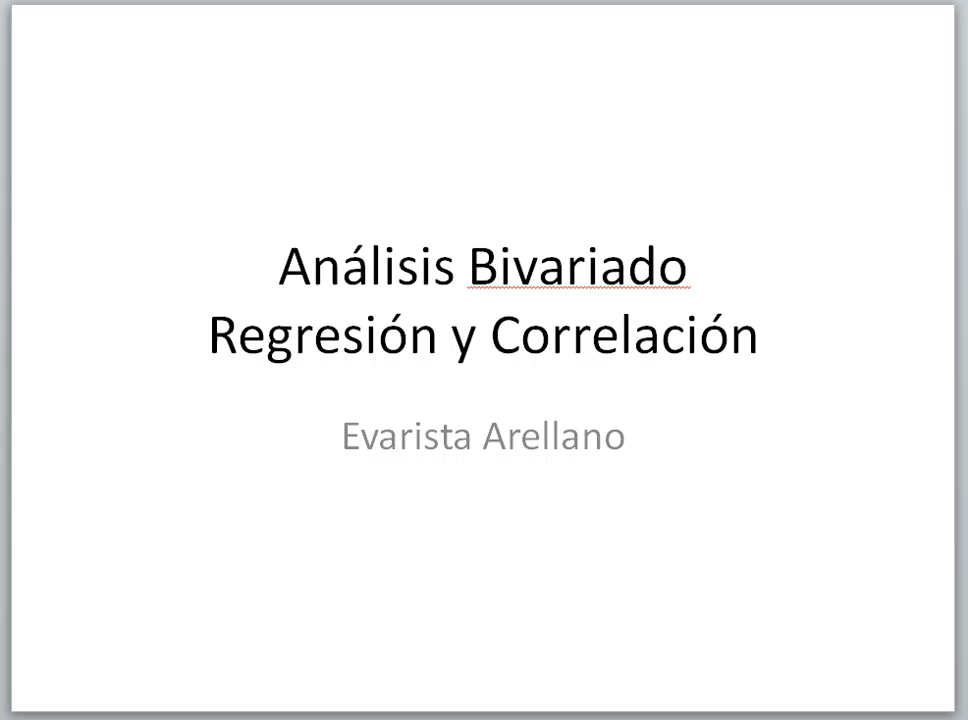 Análisis Bivariado
Regresión y Correlación
Evarista Arellano